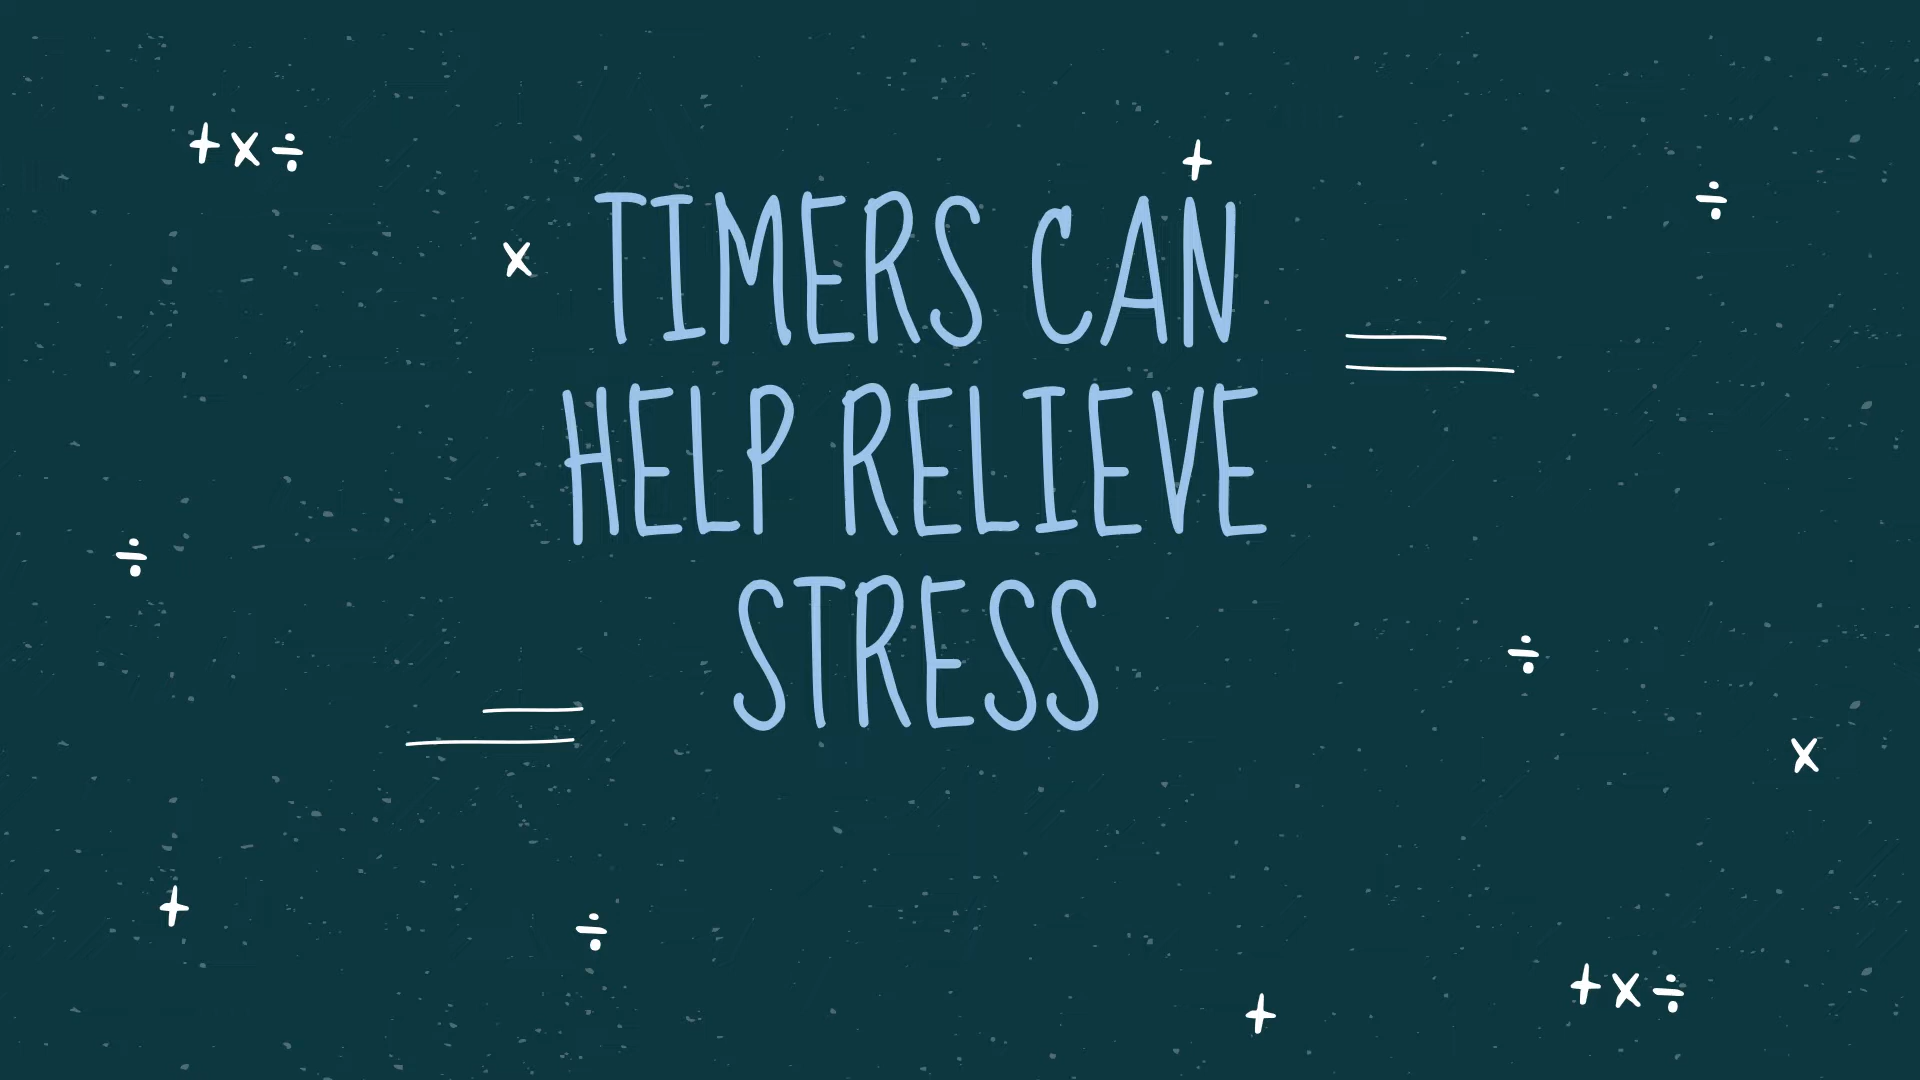 +x÷
+
÷
x
TIMERS CAN
HELP RELIEVE
STRESS
÷
÷
x
+
÷
+x÷
+